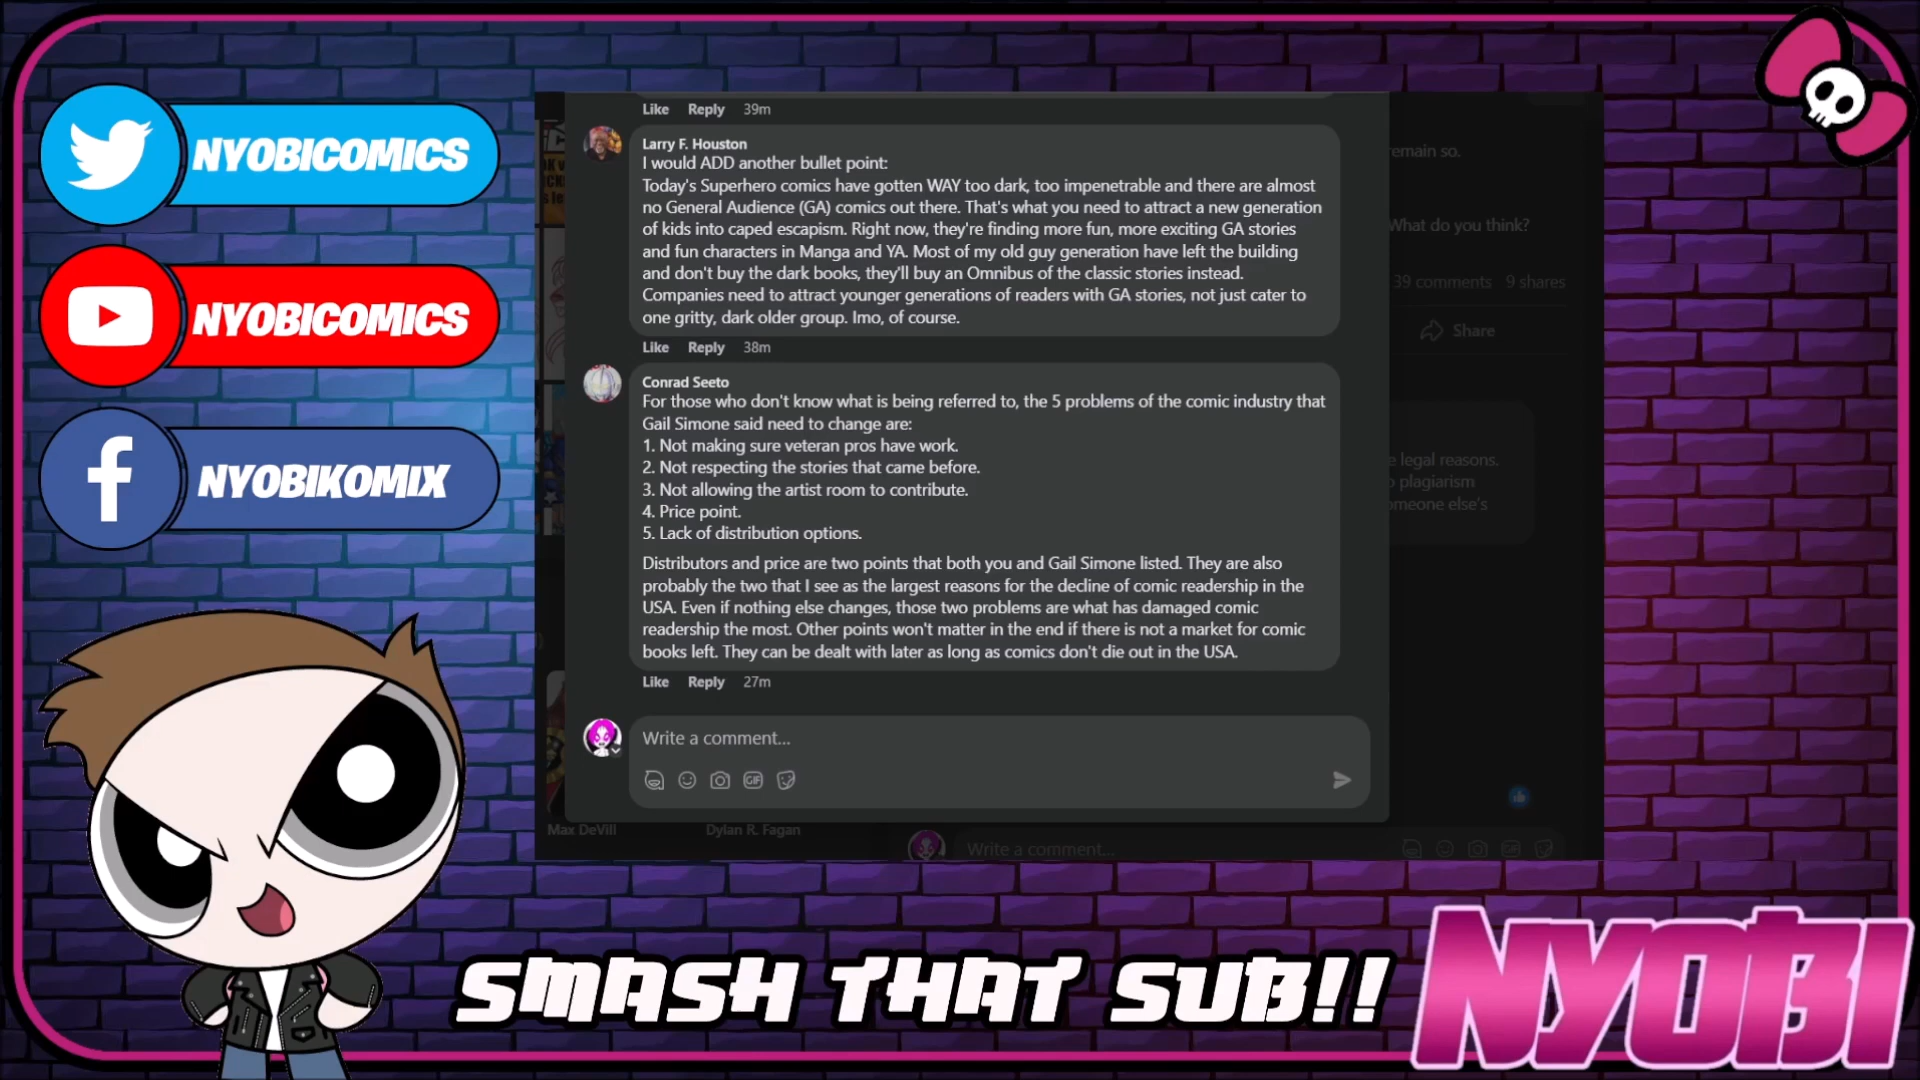 NYOBICOMICS
NYOBICOMICS
NYOBIKOMIX
Like Reply 39m
Larry F. Houston
I would ADD another bullet point:
Today's Superhero comics have gotten WAY too dark, too impenetrable and there are almost
no General Audience (GA) comics out there. That's what you need to attract a new generation
of kids into caped escapism. Right now, they're finding more fun, more exciting GA stories
and fun characters in Manga and YA. Most of my old guy generation have left the building
and don't buy the dark books, they'll buy an Omnibus of the classic stories instead.
Companies need to attract younger generations of readers with GA stories, not just cater to
one gritty, dark older group. Imo, of course.
Like Reply 38m
Conrad Seeto
For those who don't know what is being referred to, the 5 problems of the comic industry that
Gail Simone said need to change are:
1. Not making sure veteran pros have work.
2. Not respecting the stories that came before.
3. Not allowing the artist room to contribute.
4. Price point.
5. Lack of distribution options.
Distributors and price are two points that both you and Gail Simone listed. They are also
probably the two that I see as the largest reasons for the decline of comic readership in the
USA. Even if nothing else changes, those two problems are what has damaged comic
readership the most. Other points won't matter in the end if there is not a market for comic
books left. They can be dealt with later as long as comics don't die out in the USA.
Like Reply 27m
Write a comment...
GIF
remain so.
What do you think?
39 comments 9 shares
Share
e legal reasons.
plagiarism
omeone else's
Max DeVill
Dylan R. Fagan
Write a comment...
GIF
SMASH THAT SUB!!
NYOBI